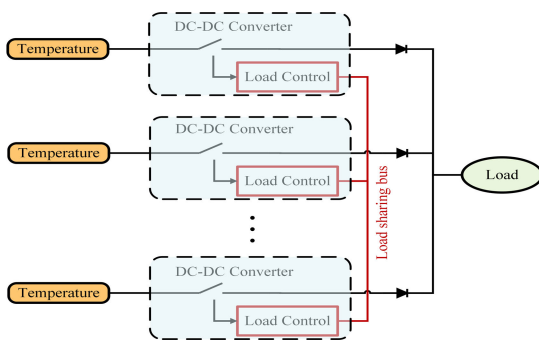 DC-DC Converter
Temperature
Load Control
DC-DC Converter
Temperature
Load Control
Load sharing bus
Load
DC-DC Converter
Temperature
Load Control